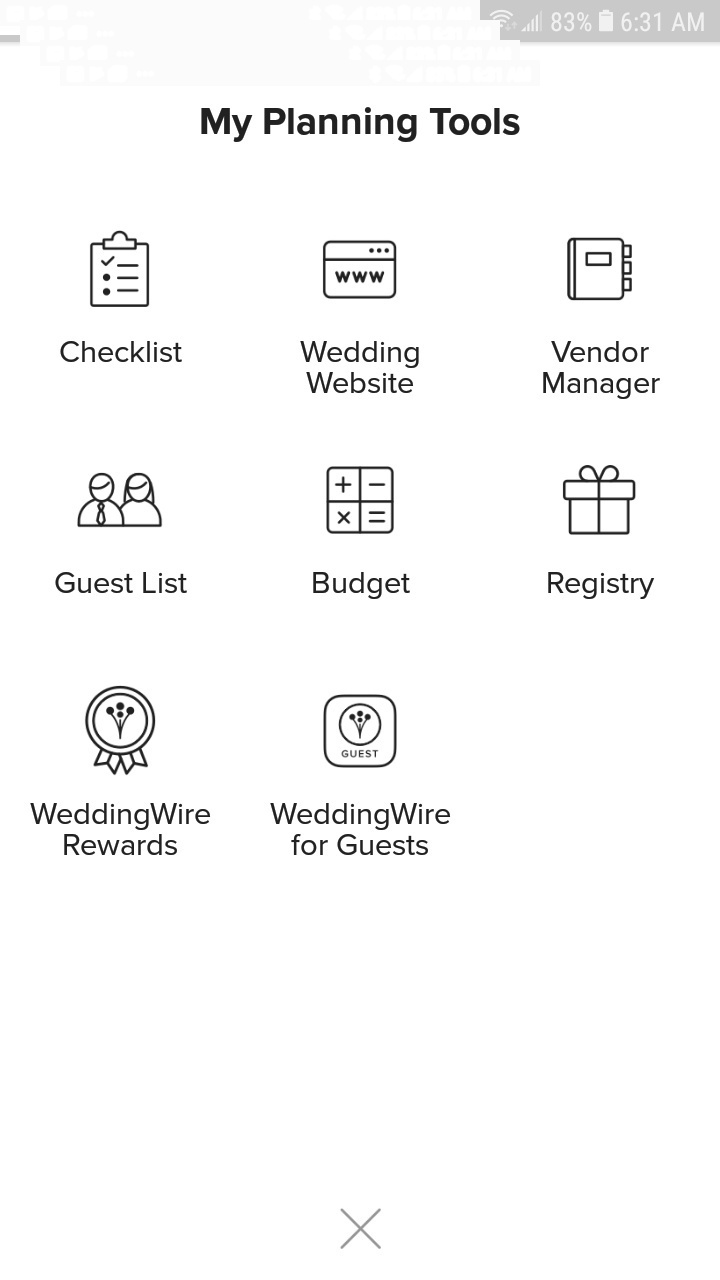 83% 6:31 AM
My Planning Tools
www
Checklist
Wedding
Website
Vendor
Manager
Guest List
Budget
Registry
GUEST
WeddingWire
Rewards
WeddingWire
for Guests